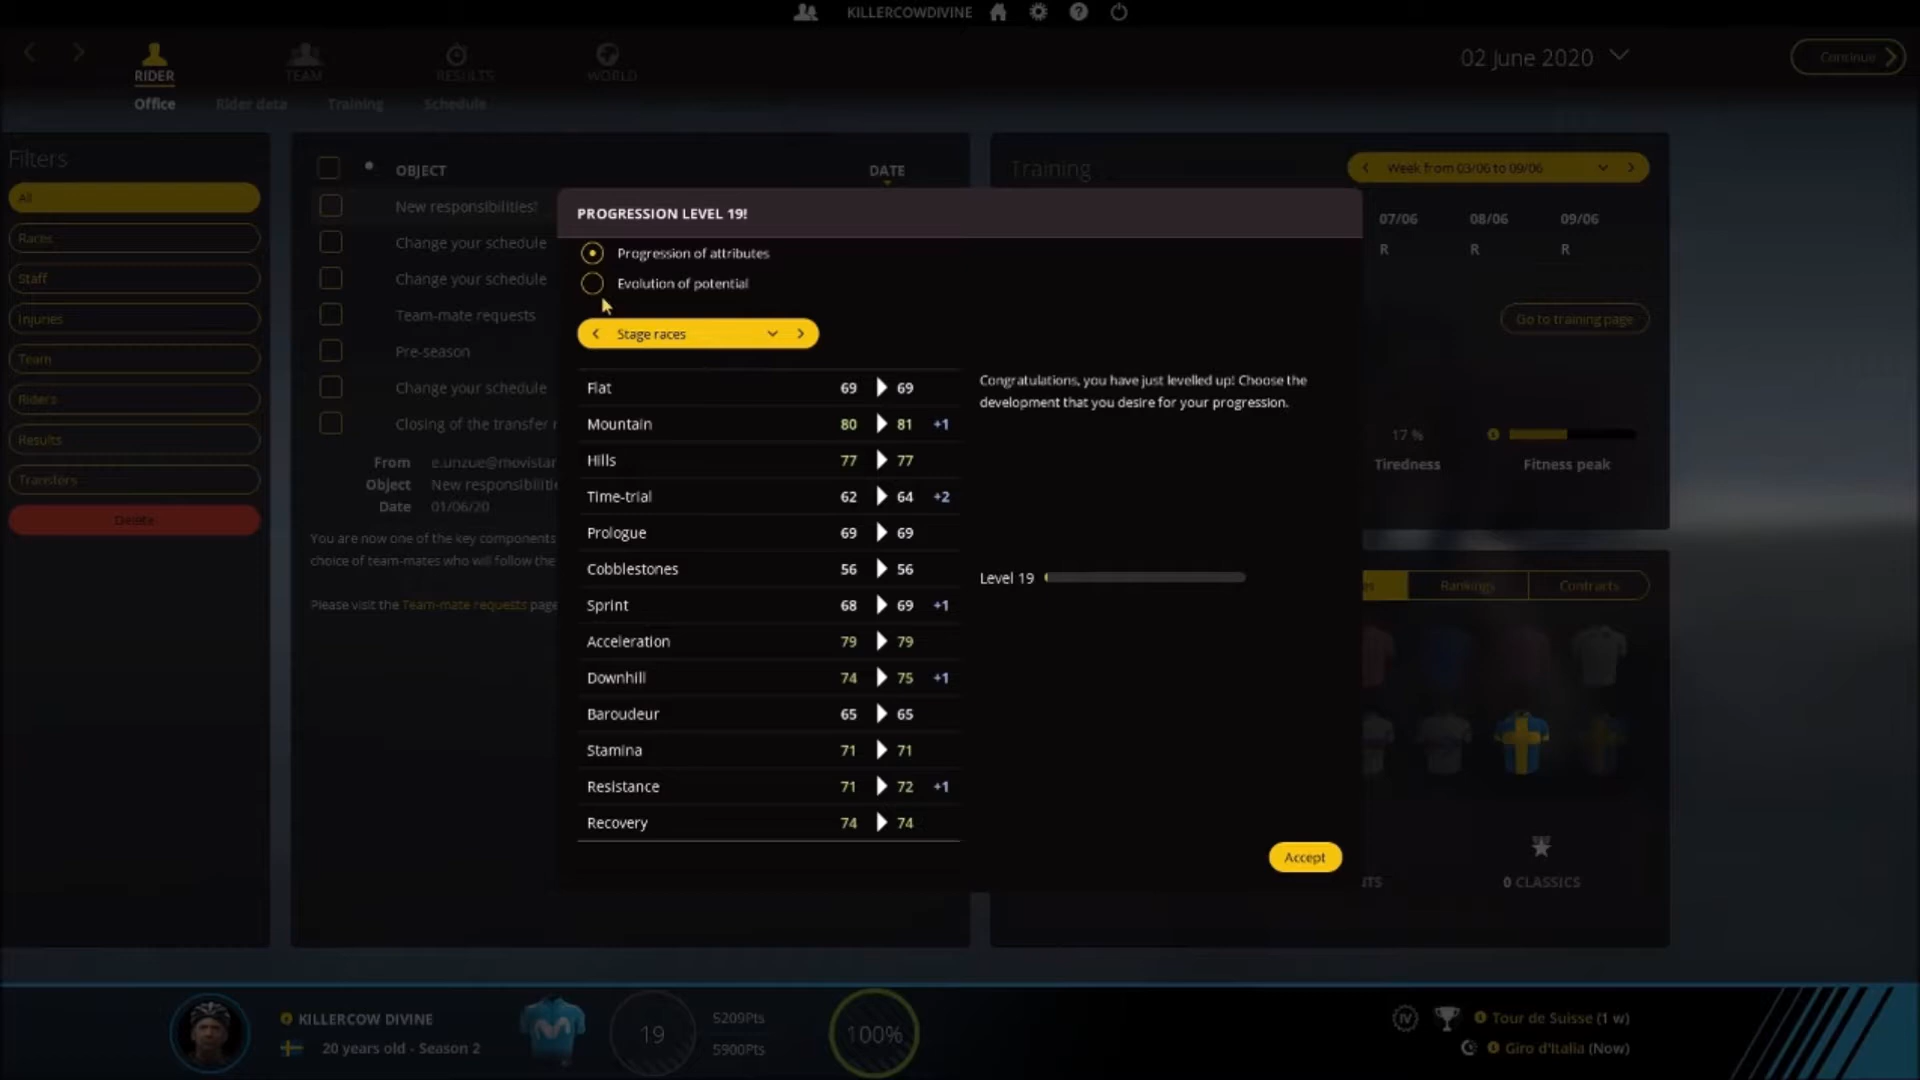 KILLERCOWDIVINE
RIDER
TEAM
RESULTS
WORLD
02 June 2020
Continue
Office
Rider data
Training
Schedule
Filters
All
Races
Staff
Injuries
Team
Riders
Results
Transfers
Delete
OBJECT
DATE
New responsibilities!
Change your schedule
Change your schedule
Team-mate requests
Pre-season
Change your schedule
Closing of the transfer
From e.unzue@movistar
Object New responsibilitie
Date 01/06/20
You are now one of the key components
choice of team-mates who will follow the
Please visit the Team-mate requests page
Training
Week from 03/06 to 09/06
07/06 08/06 09/06
R R R
Go to training page
17 %
Tiredness
Fitness peak
Rankings
Contracts
0 CLASSICS
PROGRESSION LEVEL 19!
Progression of attributes
Evolution of potential
Stage races
Flat 69 69
Mountain 80 81 +1
Hills 77 77
Time-trial 62 64 +2
Prologue 69 69
Cobblestones 56 56
Sprint 68 69 +1
Acceleration 79 79
Downhill 74 75 +1
Baroudeur 65 65
Stamina 71 71
Resistance 71 72 +1
Recovery 74 74
Congratulations, you have just levelled up! Choose the
development that you desire for your progression.
Level 19
Accept
KILLERCOW DIVINE
20 years old - Season 2
19
5209Pts
5900Pts
100%
IV
Tour de Suisse (1 w)
Giro d'Italia (Now)